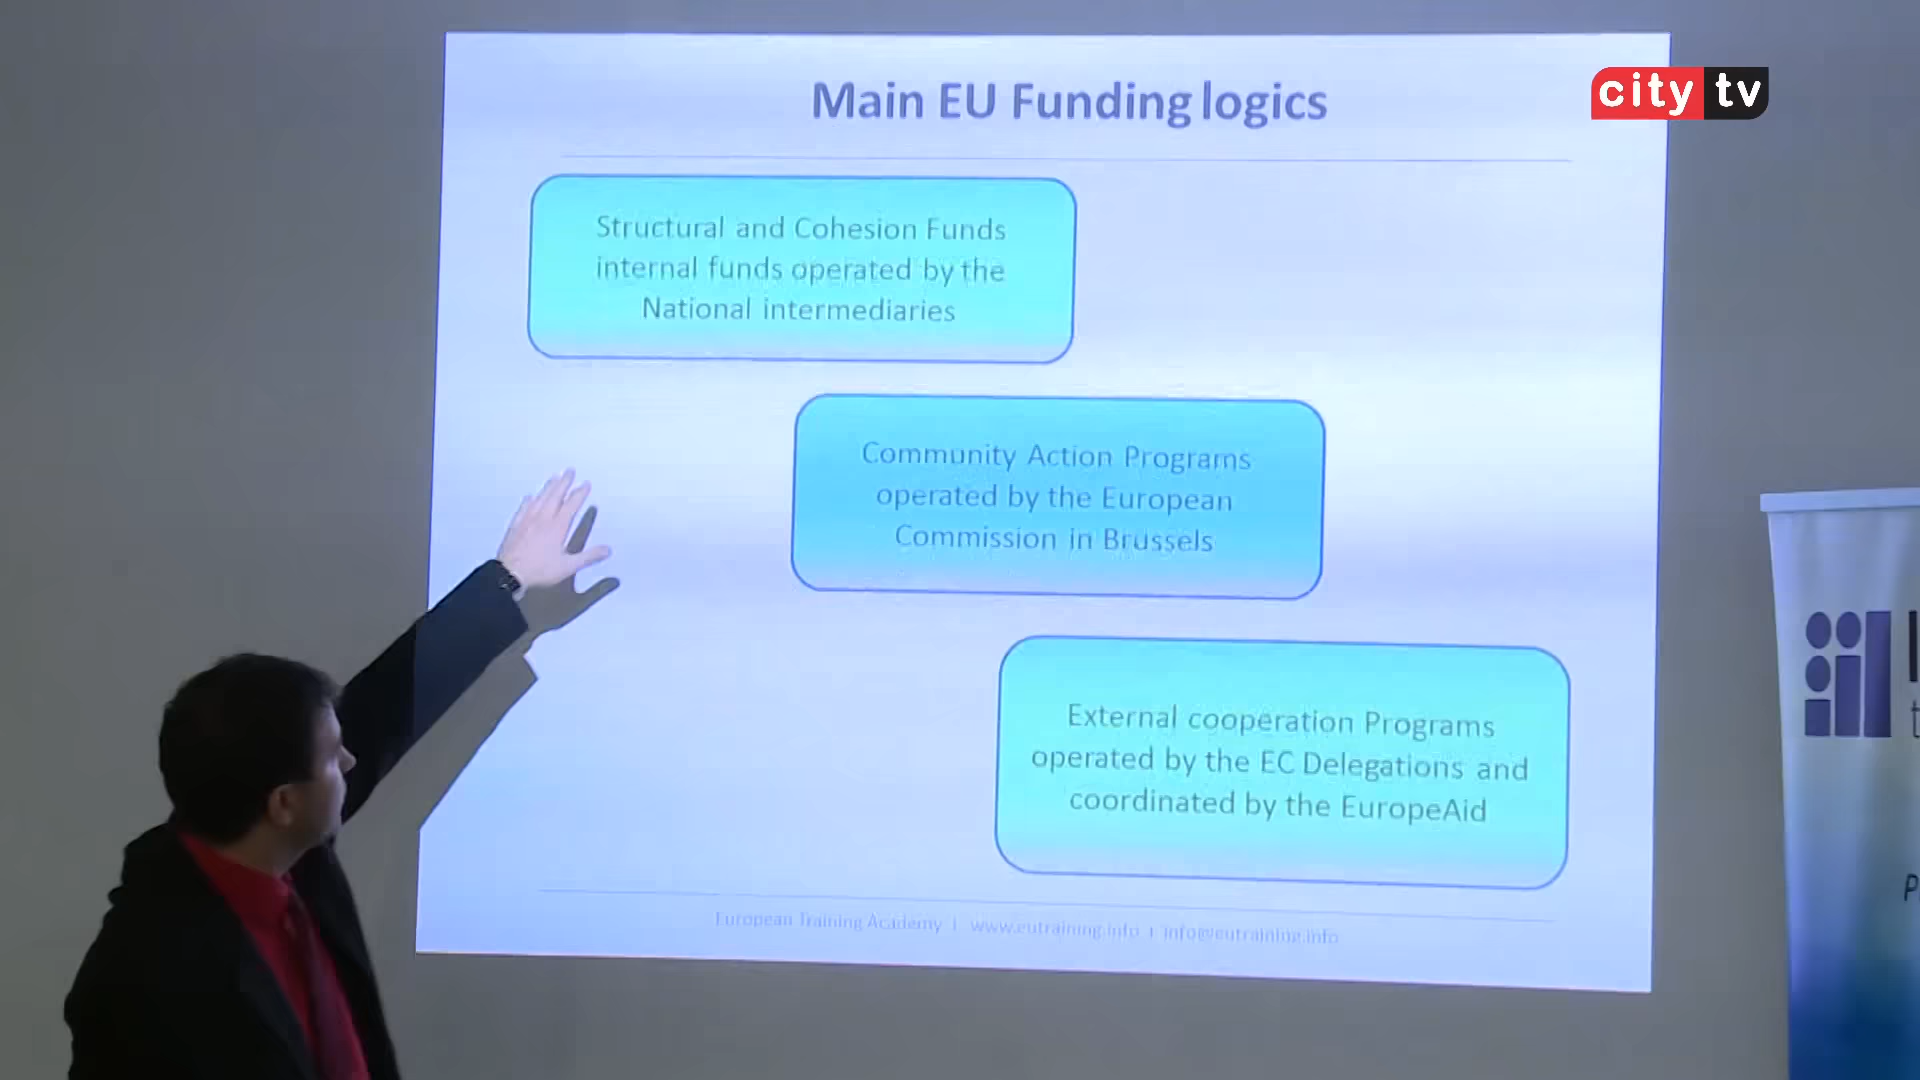 Main EU Funding logics
city tv
Structural and Cohesion Funds
internal funds operated by the
National intermediaries
Community Action Programs
operated by the European
Commission in Brussels
External cooperation Programs
operated by the EC Delegations and
coordinated by the EuropeAid
European Training Academy | www.eutraining.info | info@eutraining.info